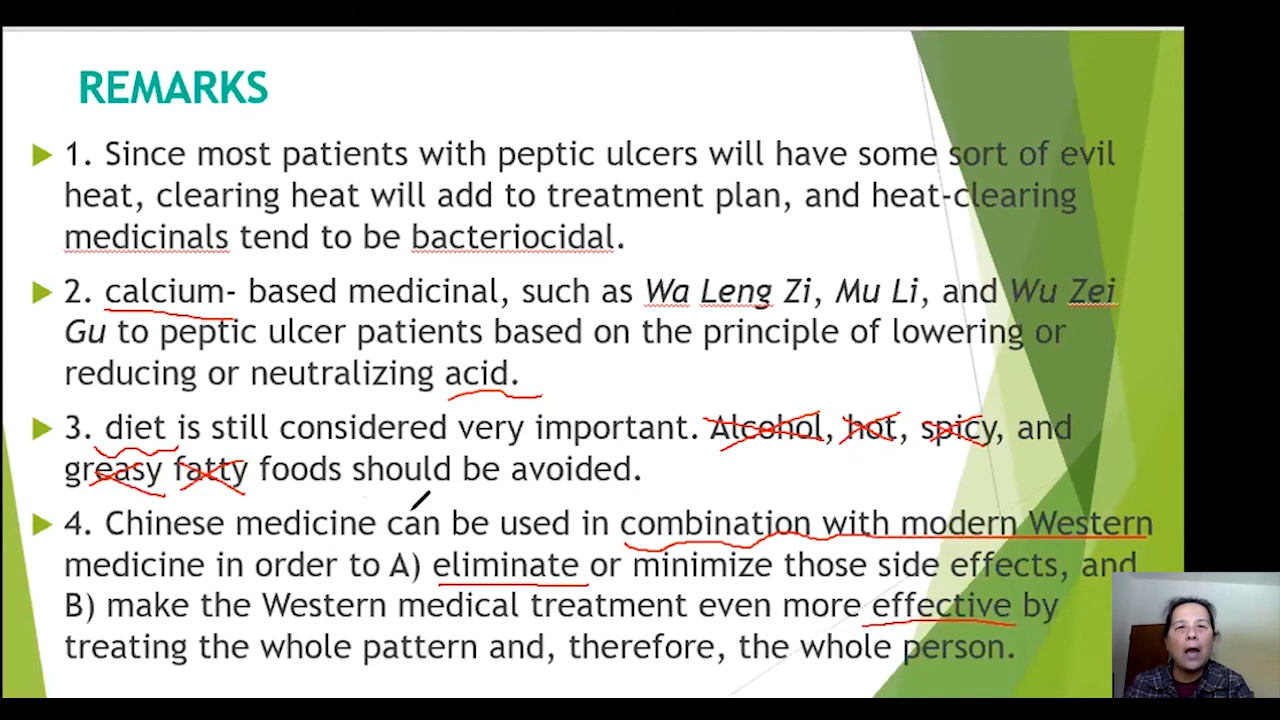 REMARKS
1. Since most patients with peptic ulcers will have some sort of evil
heat, clearing heat will add to treatment plan, and heat-clearing
medicinals tend to be bacteriocidal.
2. calcium- based medicinal, such as Wa Leng Zi, Mu Li, and Wu Zei
Gu to peptic ulcer patients based on the principle of lowering or
reducing or neutralizing acid.
3. diet is still considered very important. Alcohol, hot, spicy, and
greasy fatty foods should be avoided.
4. Chinese medicine can be used in combination with modern Western
medicine in order to A) eliminate or minimize those side effects, and
B) make the Western medical treatment even more effective by
treating the whole pattern and, therefore, the whole person.